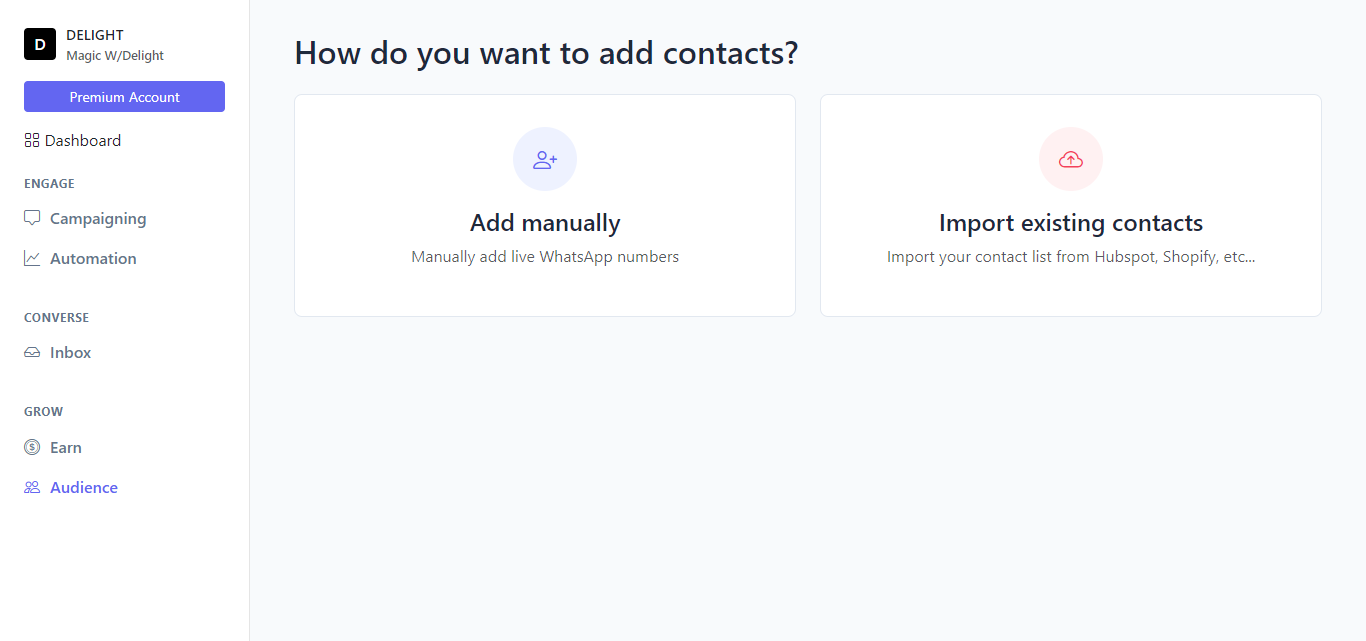 D
DELIGHT
Magic W/Delight
Premium Account
Dashboard
ENGAGE
Campaigning
Automation
CONVERSE
Inbox
GROW
$
Earn
Audience
How do you want to add contacts?
Add manually
Manually add live WhatsApp numbers
Import existing contacts
Import your contact list from Hubspot, Shopify, etc...